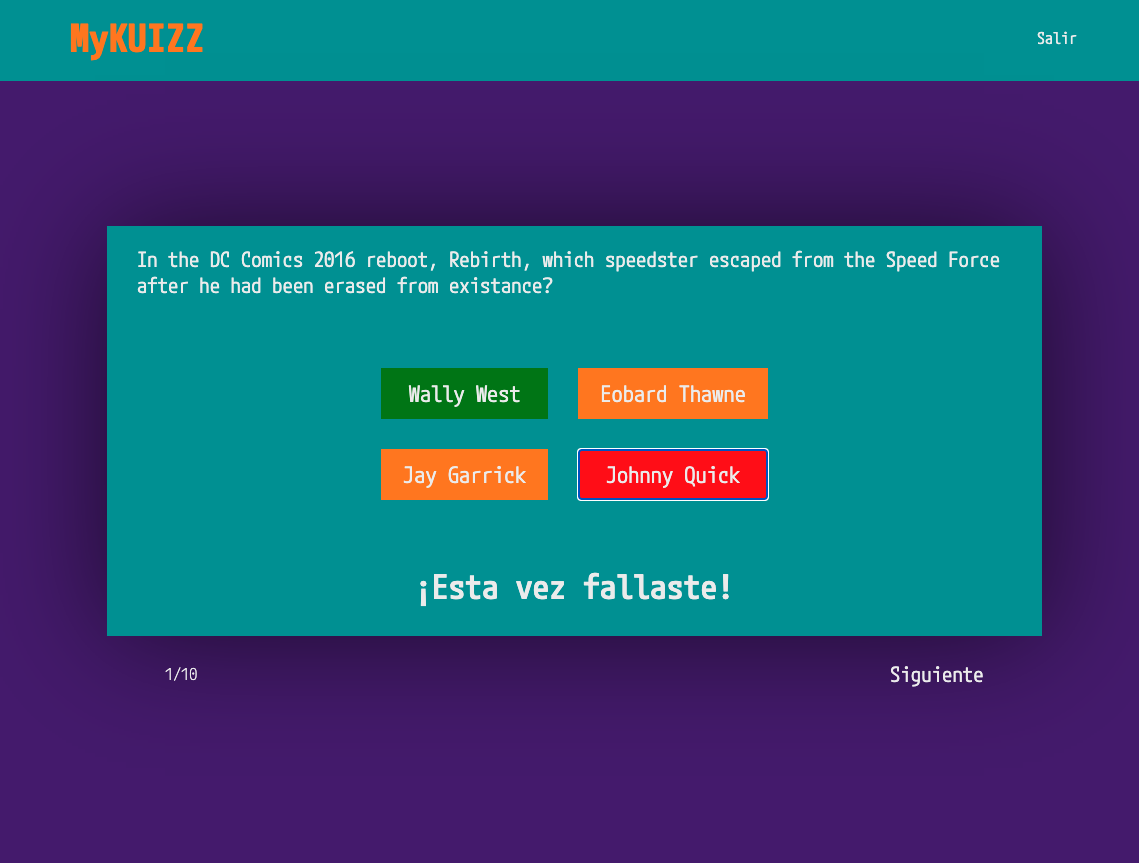 MyKUIZZ
Salir
In the DC Comics 2016 reboot, Rebirth, which speedster escaped from the Speed Force
after he had been erased from existance?
Wally West
Eobard Thawne
Jay Garrick
Johnny Quick
¡Esta vez fallaste!
1/10
Siguiente